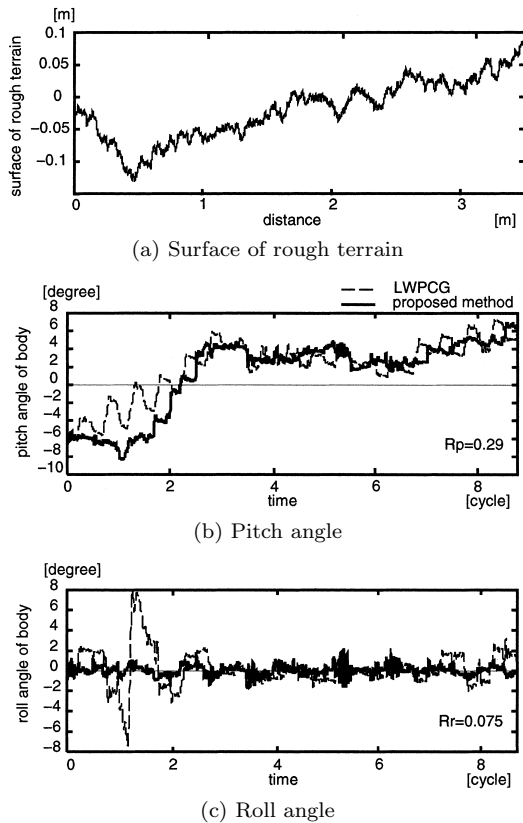 [m]
0.1
0.05
0
−0.05
−0.1
surface of rough terrain
0 1 2 3
distance [m]
(a) Surface of rough terrain
[degree]
LWPCG
proposed method
8
6
4
2
0
−2
−4
−6
−8
−10
pitch angle of body
Rp=0.29
0 2 4 6 8
time [cycle]
(b) Pitch angle
[degree]
8
6
4
2
0
−2
−4
−6
−8
roll angle of body
Rr=0.075
0 2 4 6 8
time [cycle]
(c) Roll angle